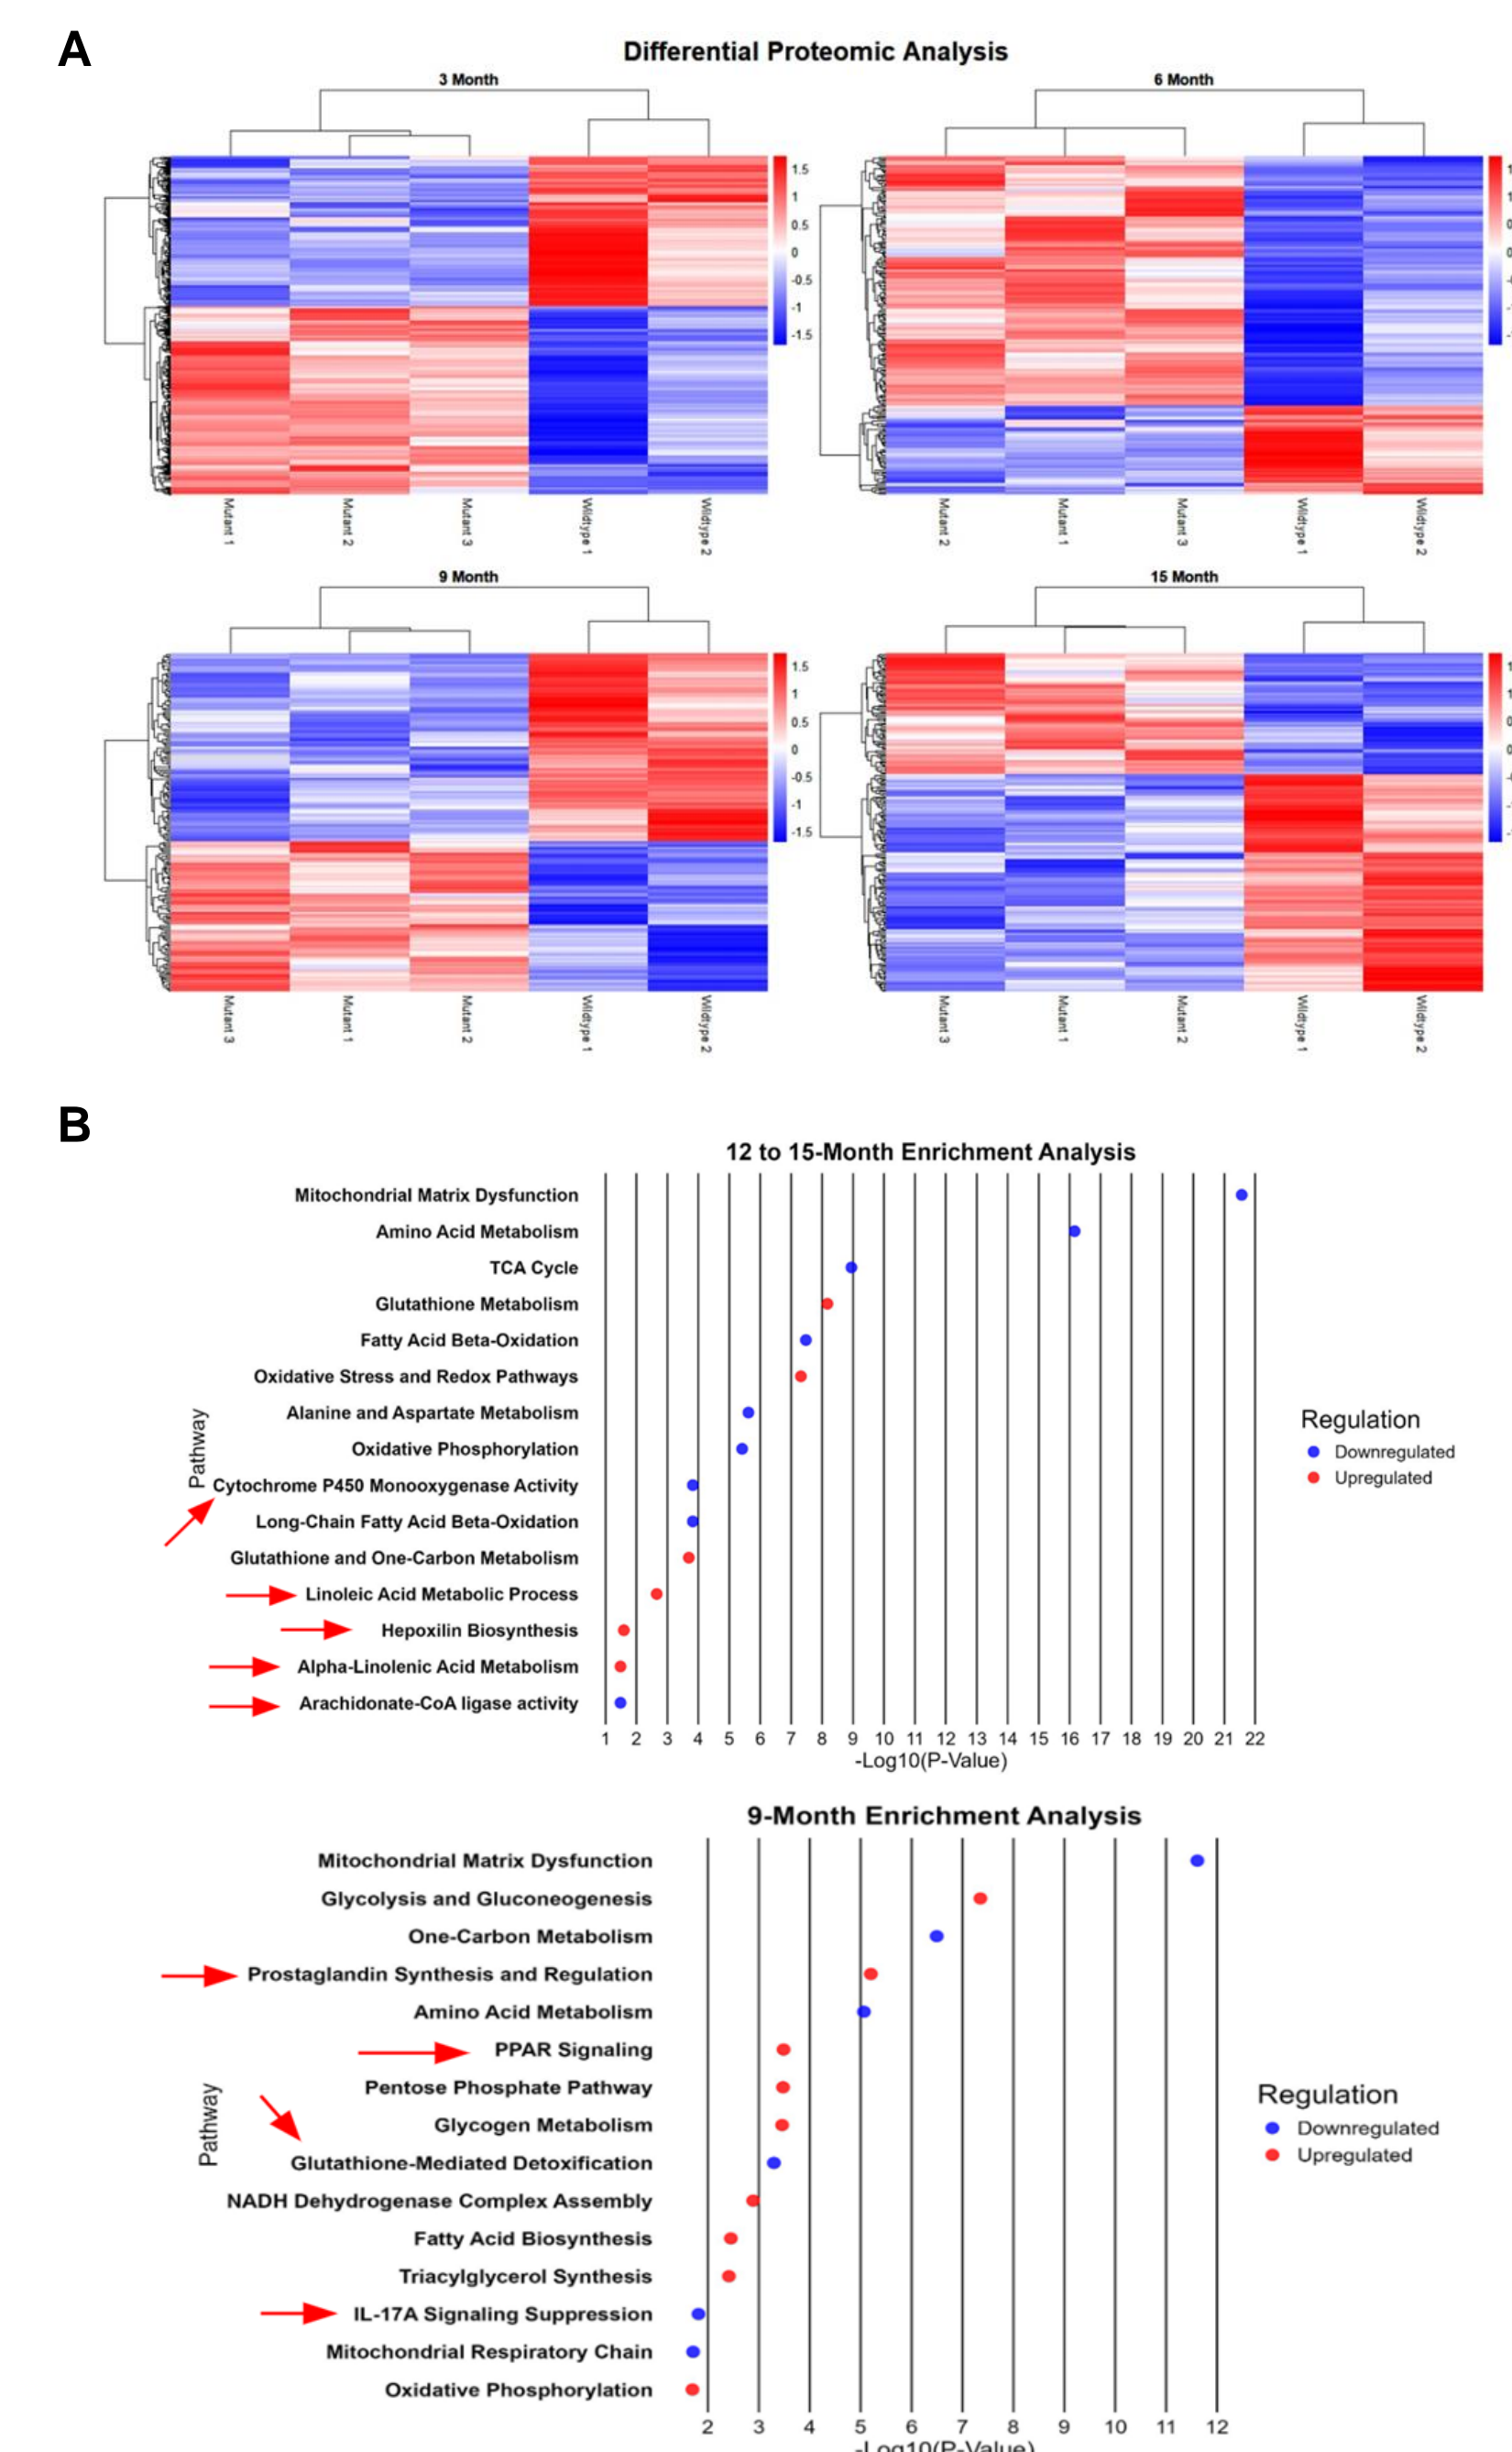 A
Differential Proteomic Analysis
3 Month
6 Month
1.5
1
0.5
0
-0.5
-1
-1.5
Mutant 1
Mutant 2
Mutant 3
Wildtype 1
Wildtype 2
Mutant 2
Mutant 1
Mutant 3
Wildtype 1
Wildtype 2
9 Month
15 Month
1.5
1
0.5
0
-0.5
-1
-1.5
Mutant 3
Mutant 1
Mutant 2
Wildtype 1
Wildtype 2
Mutant 3
Mutant 1
Mutant 2
Wildtype 1
Wildtype 2
B
12 to 15-Month Enrichment Analysis
Mitochondrial Matrix Dysfunction
Amino Acid Metabolism
TCA Cycle
Glutathione Metabolism
Fatty Acid Beta-Oxidation
Oxidative Stress and Redox Pathways
Alanine and Aspartate Metabolism
Oxidative Phosphorylation
Cytochrome P450 Monooxygenase Activity
Long-Chain Fatty Acid Beta-Oxidation
Glutathione and One-Carbon Metabolism
Linoleic Acid Metabolic Process
Hepoxilin Biosynthesis
Alpha-Linolenic Acid Metabolism
Arachidonate-CoA ligase activity
Pathway
1 2 3 4 5 6 7 8 9 10 11 12 13 14 15 16 17 18 19 20 21 22
-Log10(P-Value)
Regulation
Downregulated
Upregulated
9-Month Enrichment Analysis
Mitochondrial Matrix Dysfunction
Glycolysis and Gluconeogenesis
One-Carbon Metabolism
Prostaglandin Synthesis and Regulation
Amino Acid Metabolism
PPAR Signaling
Pentose Phosphate Pathway
Glycogen Metabolism
Glutathione-Mediated Detoxification
NADH Dehydrogenase Complex Assembly
Fatty Acid Biosynthesis
Triacylglycerol Synthesis
IL-17A Signaling Suppression
Mitochondrial Respiratory Chain
Oxidative Phosphorylation
Pathway
2 3 4 5 6 7 8 9 10 11 12
-Log10(P-Value)
Regulation
Downregulated
Upregulated